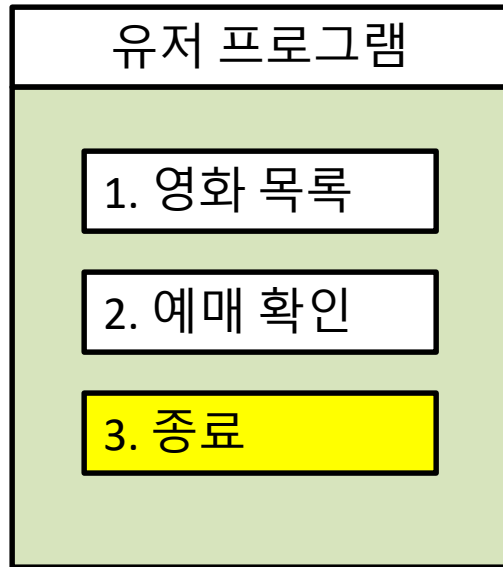 유저 프로그램
1. 영화 목록
2. 예매 확인
3. 종료